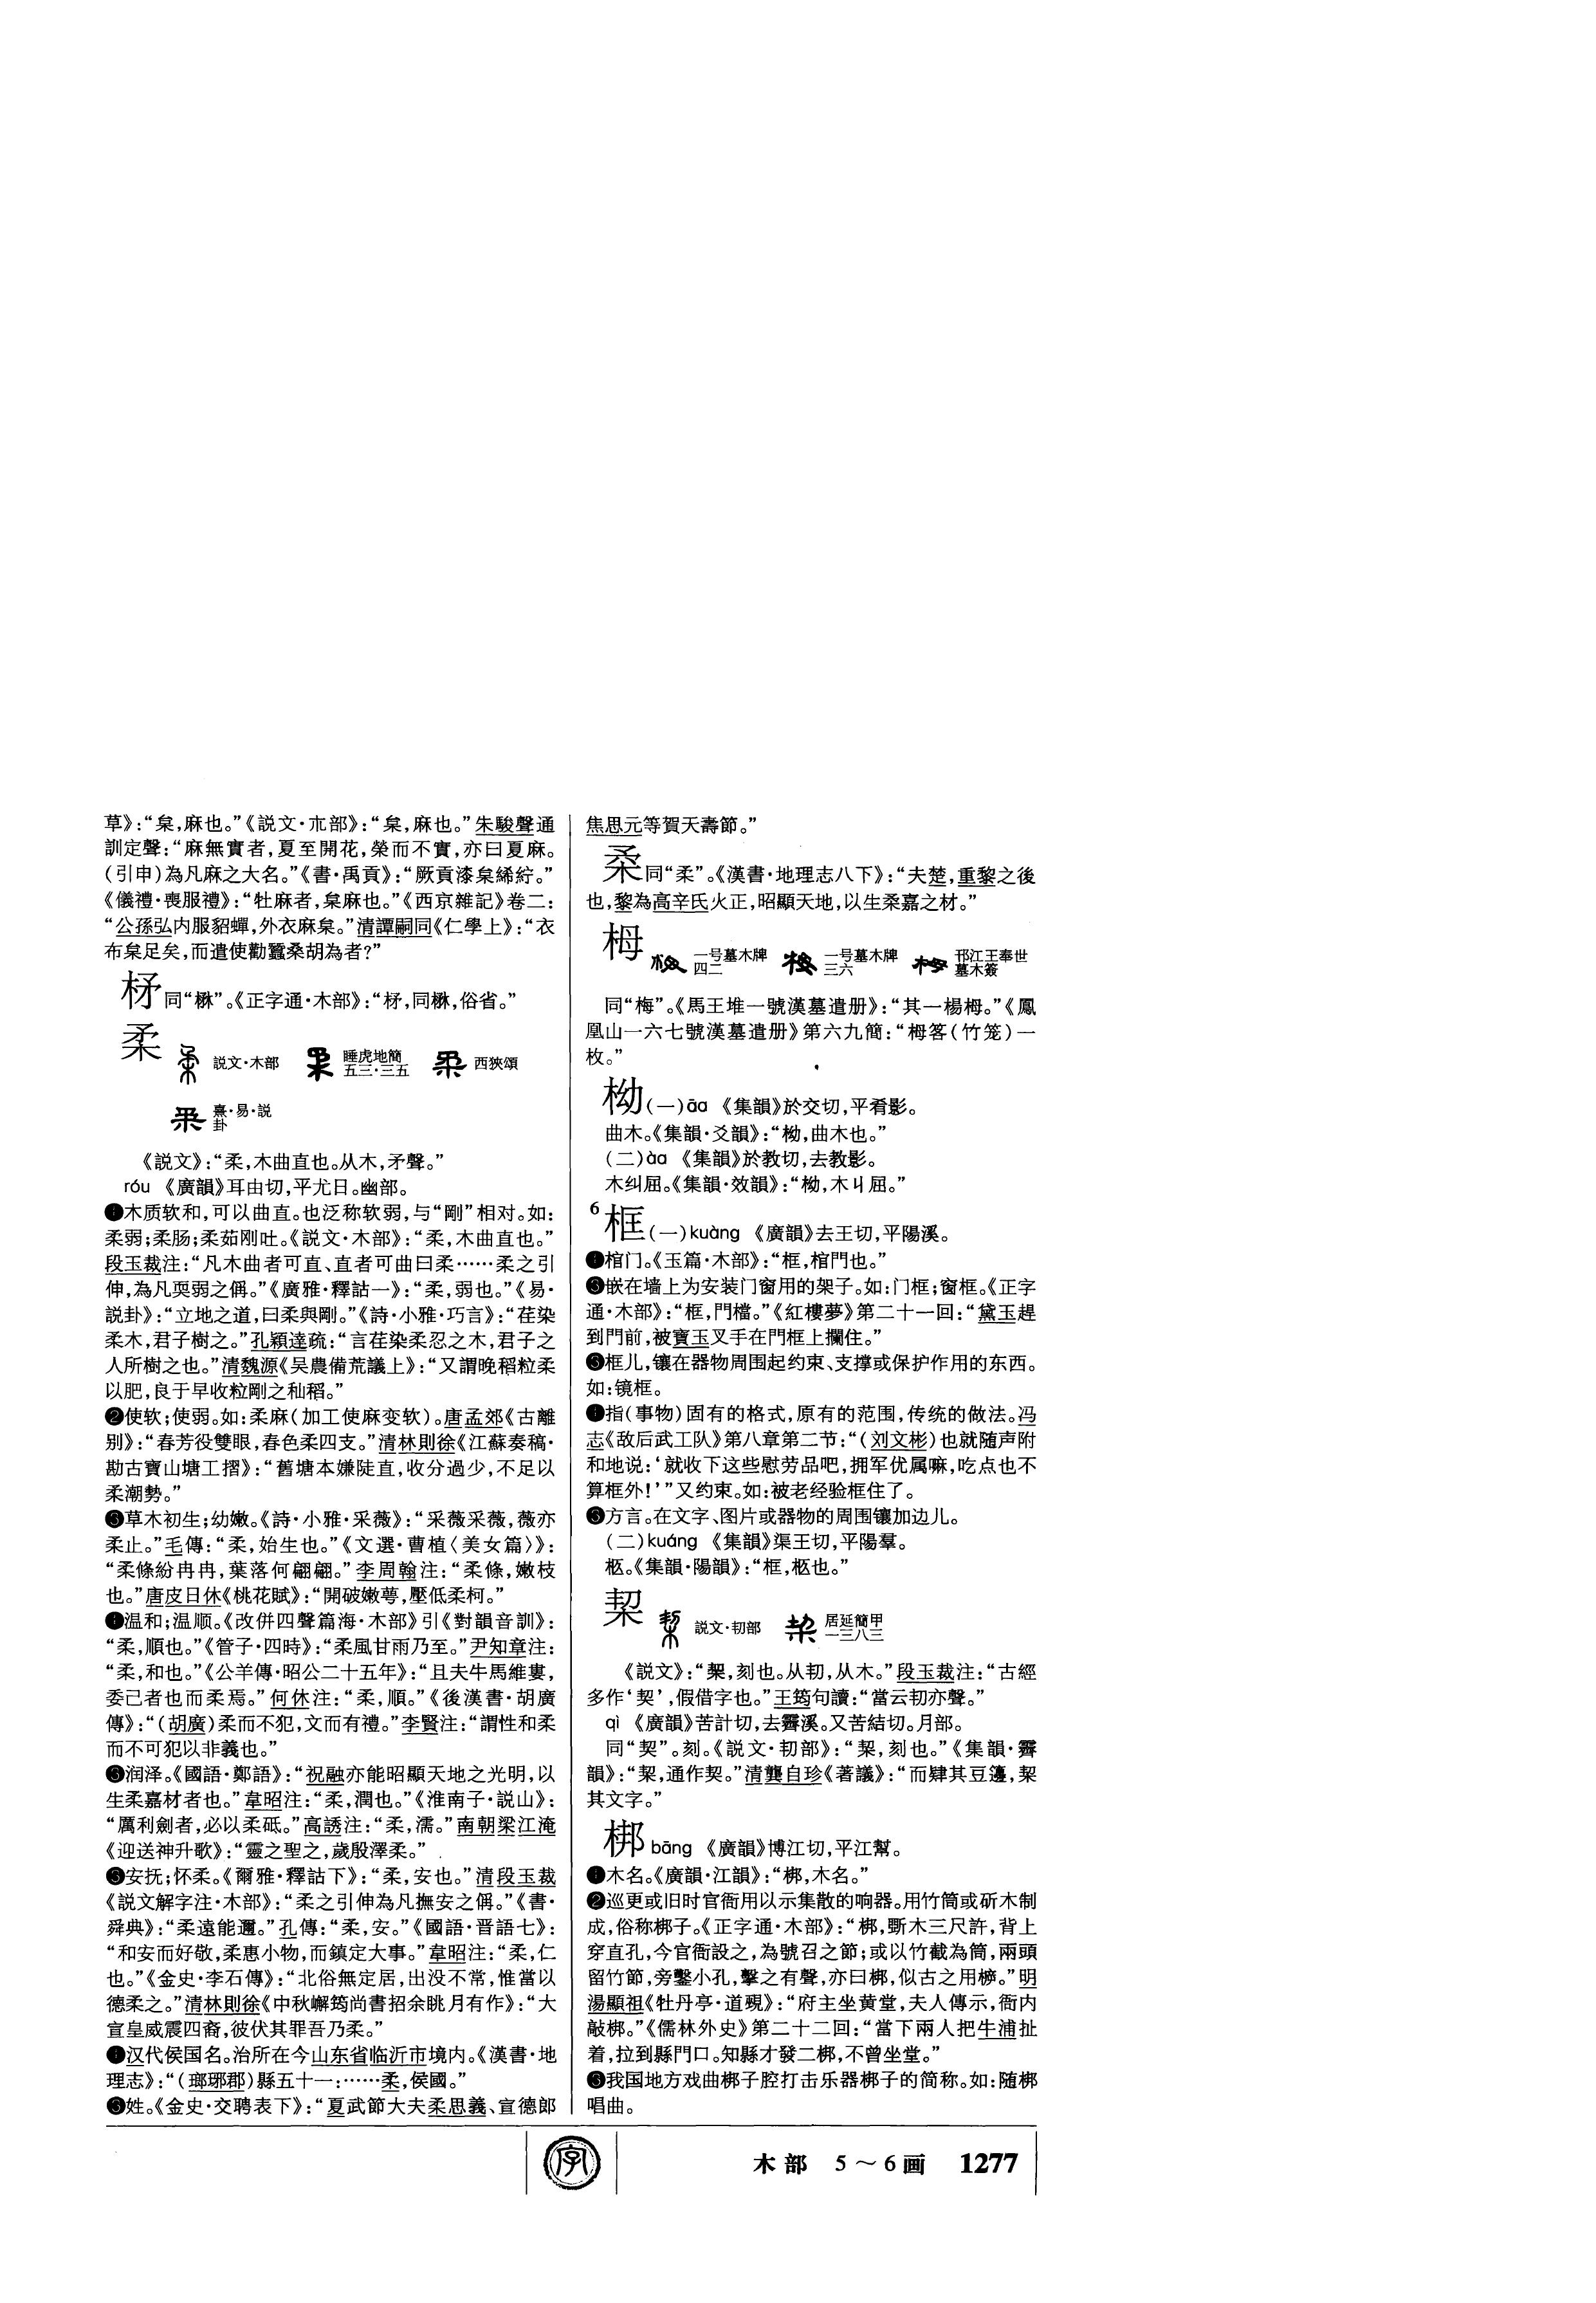 草》：“枲，麻也。”《説文·朩部》：“枲，麻也。”朱駿聲通
訓定聲：“麻無實者，夏至開花，榮而不實，亦曰夏麻。
（引申）為凡麻之大名。”《書·禹貢》：“厥貢漆枲絺紵。”
《儀禮·喪服禮》：“牡麻者，枲麻也。”《西京雜記》卷二：
“公孫弘内服貂蟬，外衣麻枲。”清譚嗣同《仁學上》：“衣
布枲足矣，而遣使勸蠶桑胡為者？”
杍同“楙”。《正字通·木部》：“杍，同楙，俗省。”
柔
説文·木部 睡虎地簡五三·三五 西狹頌
熹·易·説卦
《説文》：“柔，木曲直也。从木，矛聲。”
róu 《廣韻》耳由切，平尤日。幽部。
❶木质软和，可以曲直。也泛称软弱，与“剛”相对。如：
柔弱；柔肠；柔茹刚吐。《説文·木部》：“柔，木曲直也。”
段玉裁注：“凡木曲者可直、直者可曲曰柔……柔之引
伸，為凡耎弱之偁。”《廣雅·釋詁一》：“柔，弱也。”《易·
説卦》：“立地之道，曰柔與剛。”《詩·小雅·巧言》：“荏染
柔木，君子樹之。”孔穎達疏：“言荏染柔忍之木，君子之
人所樹之也。”清魏源《吴農備荒議上》：“又謂晚稻粒柔
以肥，良于早收粒剛之秈稻。”
❷使软；使弱。如：柔麻（加工使麻变软）。唐孟郊《古離
别》：“春芳役雙眼，春色柔四支。”清林則徐《江蘇奏稿·
勘古寶山塘工摺》：“舊塘本嫌陡直，收分過少，不足以
柔潮勢。”
❸草木初生；幼嫩。《詩·小雅·采薇》：“采薇采薇，薇亦
柔止。”毛傳：“柔，始生也。”《文選·曹植〈美女篇〉》：
“柔條紛冉冉，葉落何翩翩。”李周翰注：“柔條，嫩枝
也。”唐皮日休《桃花賦》：“開破嫩萼，壓低柔柯。”
❹温和；温顺。《改併四聲篇海·木部》引《對韻音訓》：
“柔，順也。”《管子·四時》：“柔風甘雨乃至。”尹知章注：
“柔，和也。”《公羊傳·昭公二十五年》：“且夫牛馬維婁，
委己者也而柔焉。”何休注：“柔，順。”《後漢書·胡廣
傳》：“（胡廣）柔而不犯，文而有禮。”李賢注：“謂性和柔
而不可犯以非義也。”
❺润泽。《國語·鄭語》：“祝融亦能昭顯天地之光明，以
生柔嘉材者也。”韋昭注：“柔，潤也。”《淮南子·説山》：
“厲利劍者，必以柔砥。”高誘注：“柔，濡。”南朝梁江淹
《迎送神升歌》：“靈之聖之，歲殷澤柔。”
❻安抚；怀柔。《爾雅·釋詁下》：“柔，安也。”清段玉裁
《説文解字注·木部》：“柔之引伸為凡撫安之偁。”《書·
舜典》：“柔遠能邇。”孔傳：“柔，安。”《國語·晋語七》：
“和安而好敬，柔惠小物，而鎮定大事。”韋昭注：“柔，仁
也。”《金史·李石傳》：“北俗無定居，出没不常，惟當以
德柔之。”清林則徐《中秋嶰筠尚書招余眺月有作》：“大
宣皇威震四裔，彼伏其罪吾乃柔。”
❼汉代侯国名。治所在今山东省临沂市境内。《漢書·地
理志》：“（瑯琊郡）縣五十一：……柔，侯國。”
❽姓。《金史·交聘表下》：“夏武節大夫柔思義、宣德郎
焦思元等賀天壽節。”
桒同“柔”。《漢書·地理志八下》：“夫楚，重黎之後
也，黎為高辛氏火正，昭顯天地，以生桒嘉之材。”
栂
一号墓木牌四二 一号墓木牌三六 邗江王奉世墓木簽
同“梅”。《馬王堆一號漢墓遣册》：“其一楊栂。”《鳳
凰山一六七號漢墓遣册》第六九簡：“栂笿（竹笼）一
枚。”
柪（一）āo 《集韻》於交切，平肴影。
曲木。《集韻·爻韻》：“柪，曲木也。”
（二）ào 《集韻》於教切，去教影。
木纠屈。《集韻·效韻》：“柪，木丩屈。”
6框（一）kuàng 《廣韻》去王切，平陽溪。
❶棺门。《玉篇·木部》：“框，棺門也。”
❷嵌在墙上为安装门窗用的架子。如：门框；窗框。《正字
通·木部》：“框，門檔。”《紅樓夢》第二十一回：“黛玉趕
到門前，被寶玉叉手在門框上攔住。”
❸框儿，镶在器物周围起约束、支撑或保护作用的东西。
如：镜框。
❹指（事物）固有的格式，原有的范围，传统的做法。冯
志《敌后武工队》第八章第二节：“（刘文彬）也就随声附
和地说：‘就收下这些慰劳品吧，拥军优属嘛，吃点也不
算框外！’”又约束。如：被老经验框住了。
❺方言。在文字、图片或器物的周围镶加边儿。
（二）kuáng 《集韻》渠王切，平陽羣。
柩。《集韻·陽韻》：“框，柩也。”
栔
説文·㓞部 居延簡甲一三八三
《説文》：“栔，刻也。从㓞，从木。”段玉裁注：“古經
多作‘契’，假借字也。”王筠句讀：“當云㓞亦聲。”
qì 《廣韻》苦計切，去霽溪。又苦結切。月部。
同“契”。刻。《説文·㓞部》：“栔，刻也。”《集韻·霽
韻》：“栔，通作契。”清龔自珍《著議》：“而肄其豆籩，栔
其文字。”
梆 bāng 《廣韻》博江切，平江幫。
❶木名。《廣韻·江韻》：“梆，木名。”
❷巡更或旧时官衙用以示集散的响器。用竹筒或斫木制
成，俗称梆子。《正字通·木部》：“梆，斲木三尺許，背上
穿直孔，今官衙設之，為號召之節；或以竹截為筒，兩頭
留竹節，旁鑿小孔，擊之有聲，亦曰梆，似古之用㯁。”明
湯顯祖《牡丹亭·道覡》：“府主坐黄堂，夫人傳示，衙内
敲梆。”《儒林外史》第二十二回：“當下兩人把牛浦扯
着，拉到縣門口。知縣才發二梆，不曾坐堂。”
❸我国地方戏曲梆子腔打击乐器梆子的简称。如：随梆
唱曲。
字 木部 5～6画 1277